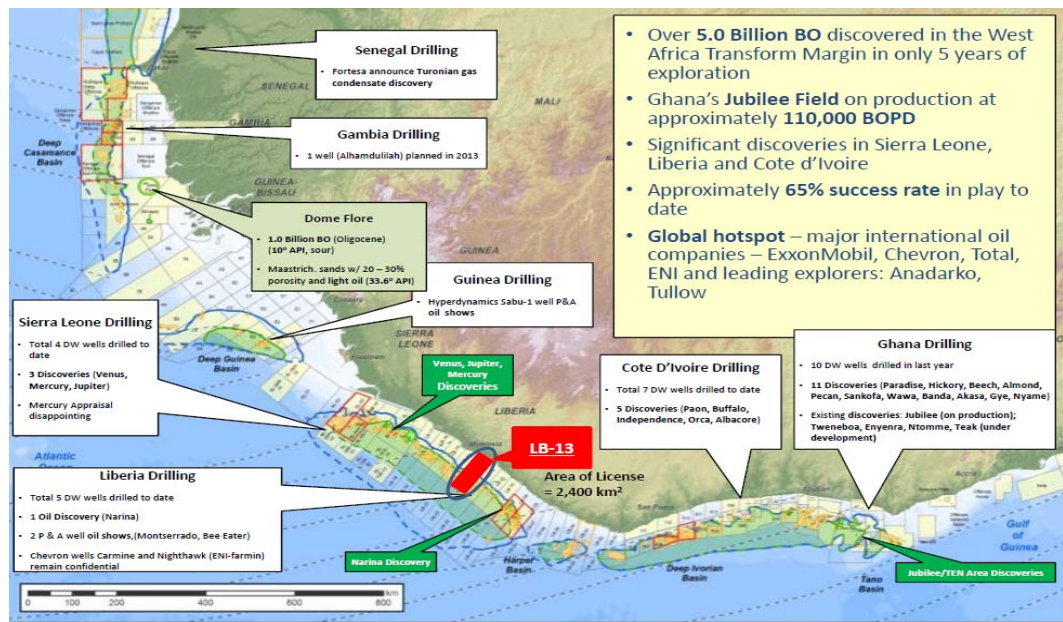 Senegal Drilling
• Fortesa announce Turonian gas
condensate discovery
SENEGAL
MALI
GAMBIA
Gambia Drilling
• 1 well (Alhamdulilah) planned in 2013
Deep
Casamance
Basin
GUINEA-
BISSAU
Dome Flore
• 1.0 Billion BO (Oligocene)
(10° API, sour)
• Maastrich. sands w/ 20 – 30%
porosity and light oil (33.6° API)
GUINEA
Guinea Drilling
• Hyperdynamics Sabu-1 well P&A
oil shows
• Over 5.0 Billion BO discovered in the West
Africa Transform Margin in only 5 years of
exploration
• Ghana's Jubilee Field on production at
approximately 110,000 BOPD
• Significant discoveries in Sierra Leone,
Liberia and Cote d'Ivoire
• Approximately 65% success rate in play to
date
• Global hotspot – major international oil
companies – ExxonMobil, Chevron, Total,
ENI and leading explorers: Anadarko,
Tullow
Sierra Leone Drilling
• Total 4 DW wells drilled to
date
• 3 Discoveries (Venus,
Mercury, Jupiter)
• Mercury Appraisal
disappointing
Deep Guinea
Basin
SIERRA
LEONE
Freetown
Venus, Jupiter,
Mercury
Discoveries
LIBERIA
Monrovia
LB-13
Area of License
= 2,400 km²
Cote D'Ivoire Drilling
Total 7 DW wells drilled to date
• 5 Discoveries (Paon, Buffalo,
Independence, Orca, Albacore)
Ghana Drilling
• 10 DW wells drilled in last year
• 11 Discoveries (Paradise, Hickory, Beech, Almond,
Pecan, Sankofa, Wawa, Banda, Akasa, Gye, Nyame)
• Existing discoveries: Jubilee (on production);
Tweneboa, Enyenra, Ntomme, Teak (under
development)
Atlantic
Ocean
Liberia Drilling
• Total 5 DW wells drilled to date
• 1 Oil Discovery (Narina)
• 2 P & A well oil shows,(Montserrado, Bee Eater)
• Chevron wells Carmine and Nighthawk (ENI-farmin)
remain confidential
Narina Discovery
Harper
Basin
San Pedro
Deep Ivorian
Basin
Abidjan
Accra
Tano
Basin
Jubilee/TEN Area Discoveries
Gulf
of
Guinea
km
0 100 200 400 600 800